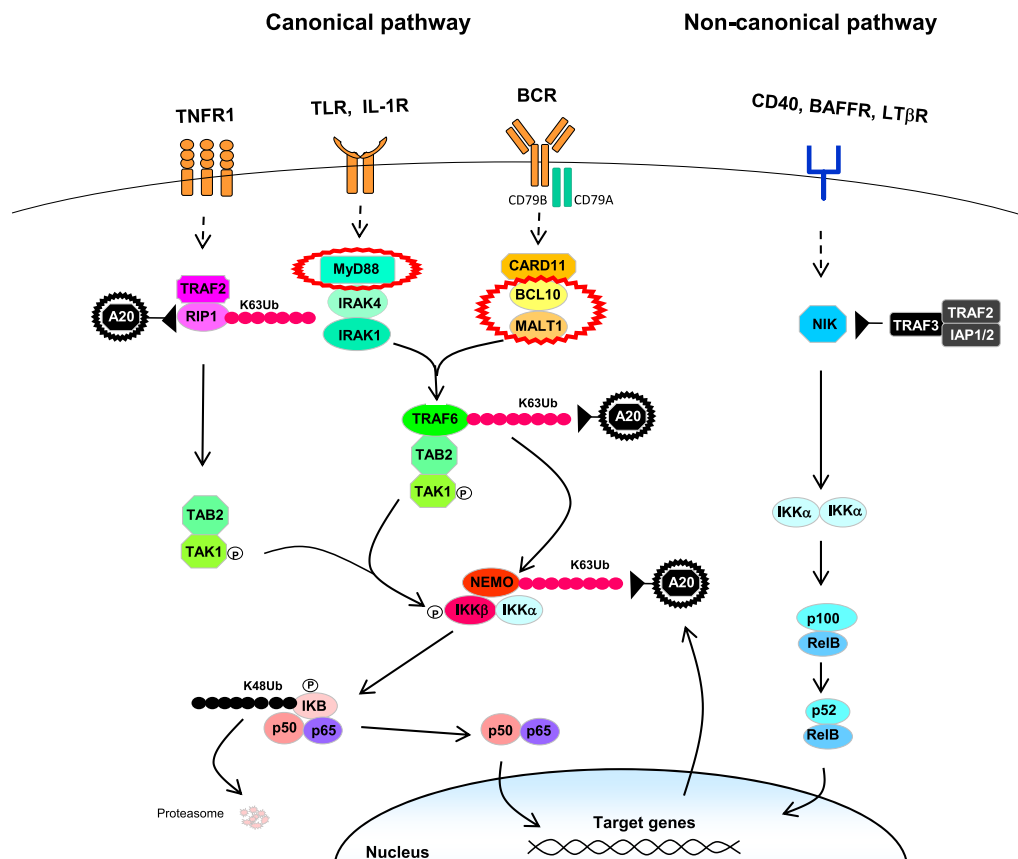 Canonical pathway
Non-canonical pathway
TNFR1
TLR, IL-1R
BCR
CD40, BAFFR, LTβR
CD79B
CD79A
MyD88
CARD11
TRAF2
A20
RIP1
K63Ub
IRAK4
BCL10
IRAK1
MALT1
NIK
TRAF3
TRAF2
IAP1/2
K63Ub
TRAF6
A20
TAB2
TAK1
P
TAB2
TAK1
P
IKKα
IKKα
K63Ub
NEMO
A20
P
IKKβ
IKKα
p100
RelB
K48Ub
P
IKB
p50
p65
p50
p65
p52
RelB
Proteasome
Target genes
Nucleus